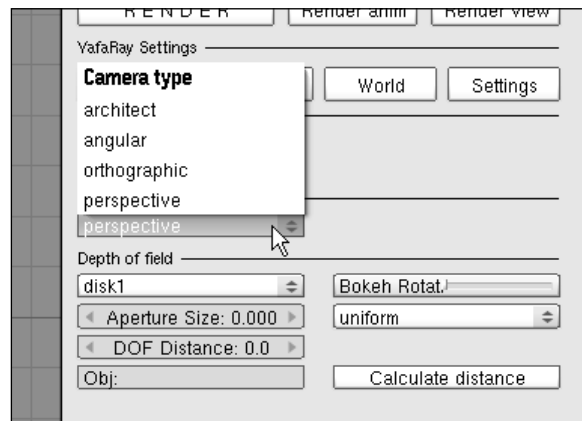 RENDER Render anim Render view
YafaRay Settings
Camera type
World Settings
architect
angular
orthographic
perspective
perspective
Depth of field
disk1 Bokeh Rotat.
Aperture Size: 0.000 uniform
DOF Distance: 0.0
Obj: Calculate distance